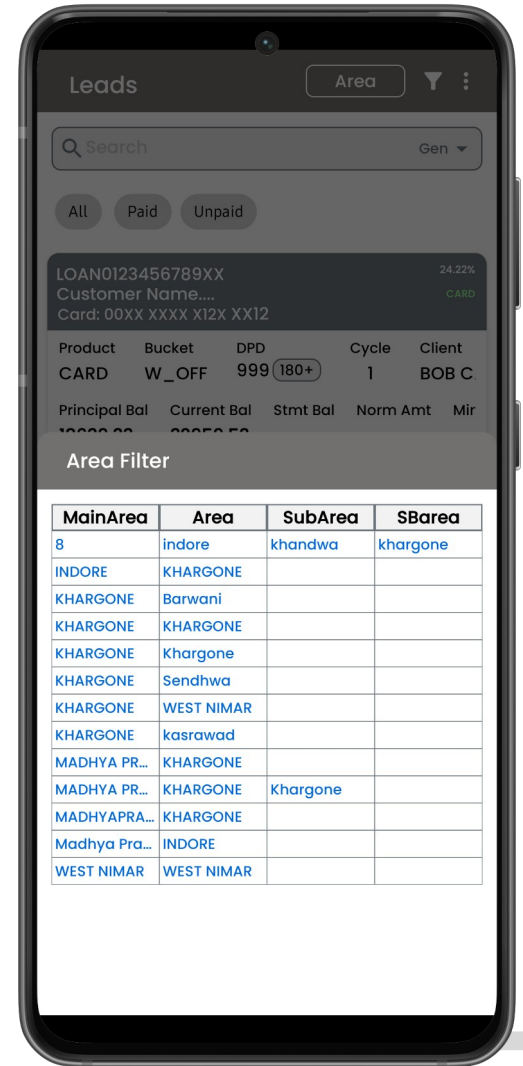 Leads Area
Search Gen
All Paid Unpaid
LOAN0123456789XX 24.22%
Customer Name.... CARD
Card: 00XX XXXX X12X XX12
Product Bucket DPD Cycle Client
CARD W_OFF 999 180+ 1 BOB C
Principal Bal Current Bal Stmt Bal Norm Amt Mir
Area Filter
MainArea Area SubArea SBarea
8 indore khandwa khargone
INDORE KHARGONE
KHARGONE Barwani
KHARGONE KHARGONE
KHARGONE Khargone
KHARGONE Sendhwa
KHARGONE WEST NIMAR
KHARGONE kasrawad
MADHYA PR... KHARGONE
MADHYA PR... KHARGONE Khargone
MADHYAPRA... KHARGONE
Madhya Pra... INDORE
WEST NIMAR WEST NIMAR